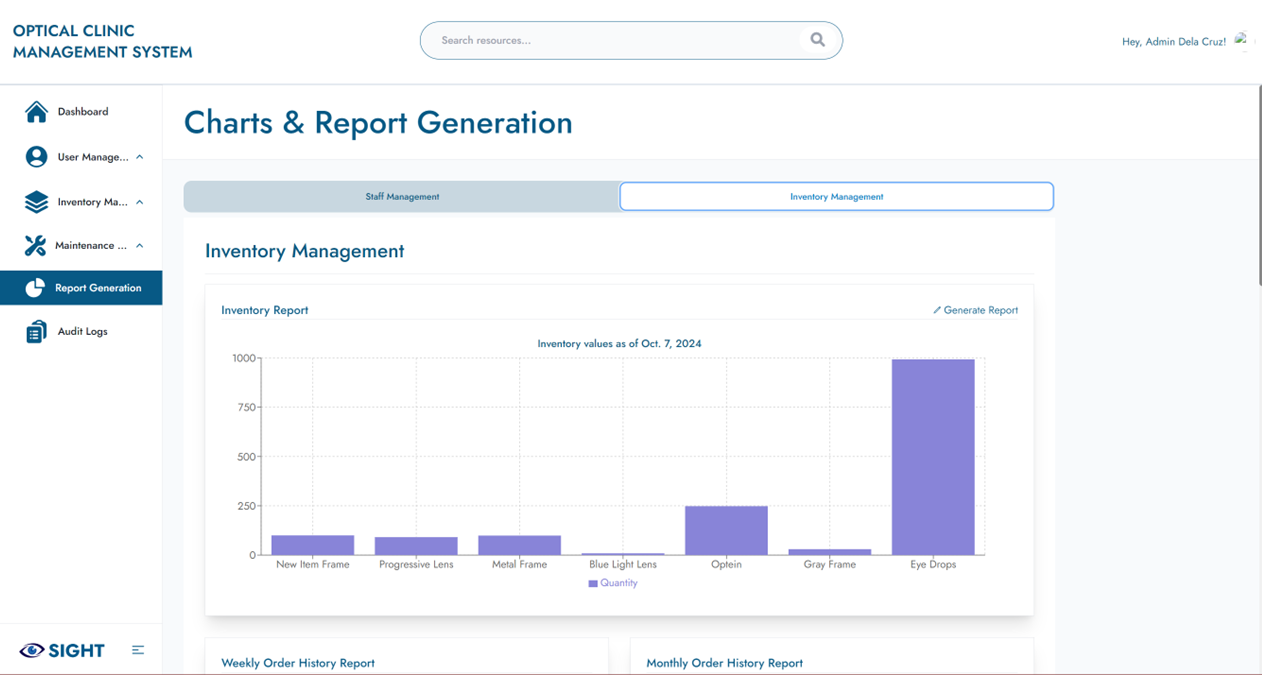 OPTICAL CLINIC
MANAGEMENT SYSTEM
Search resources...
Hey, Admin Dela Cruz!
Dashboard
User Manage...
Inventory Ma...
Maintenance ...
Report Generation
Audit Logs
SIGHT
Charts & Report Generation
Staff Management
Inventory Management
Inventory Management
Inventory Report
Generate Report
Inventory values as of Oct. 7, 2024
1000
750
500
250
0
New Item Frame
Progressive Lens
Metal Frame
Blue Light Lens
Optein
Gray Frame
Eye Drops
Quantity
Weekly Order History Report
Monthly Order History Report